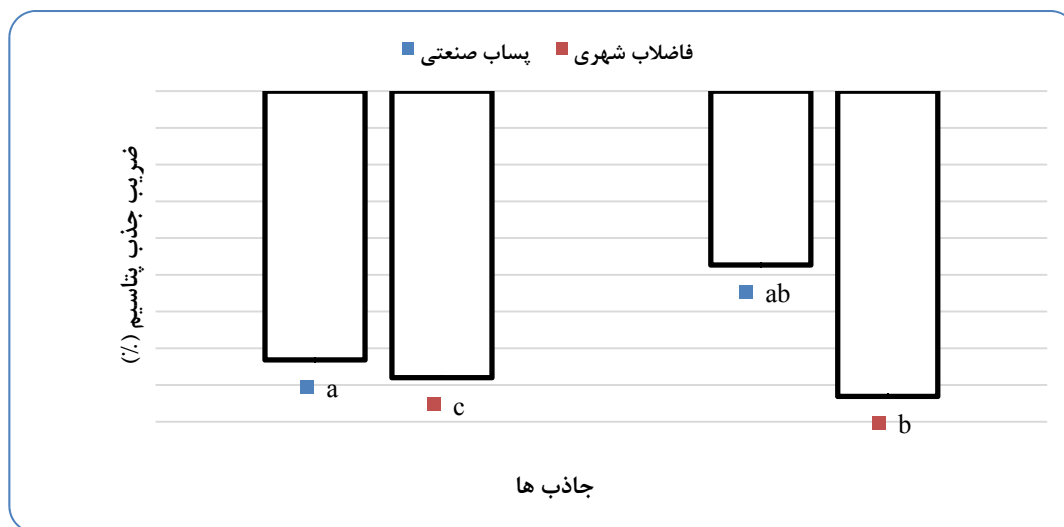 پساب صنعتی فاضلاب شهری
ضریب جذب پتاسیم (٪)
ab
a
c
b
جاذب ها